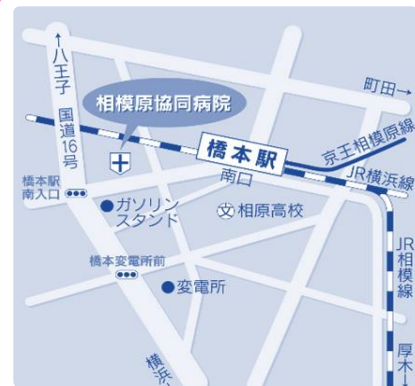 ←八王子
国道16号
町田→
相模原協同病院
橋本駅
京王相模原線
JR横浜線
南口
橋本駅
南入口
ガソリン
スタンド
文 相原高校
橋本変電所前
変電所
JR相模線
横浜
厚木